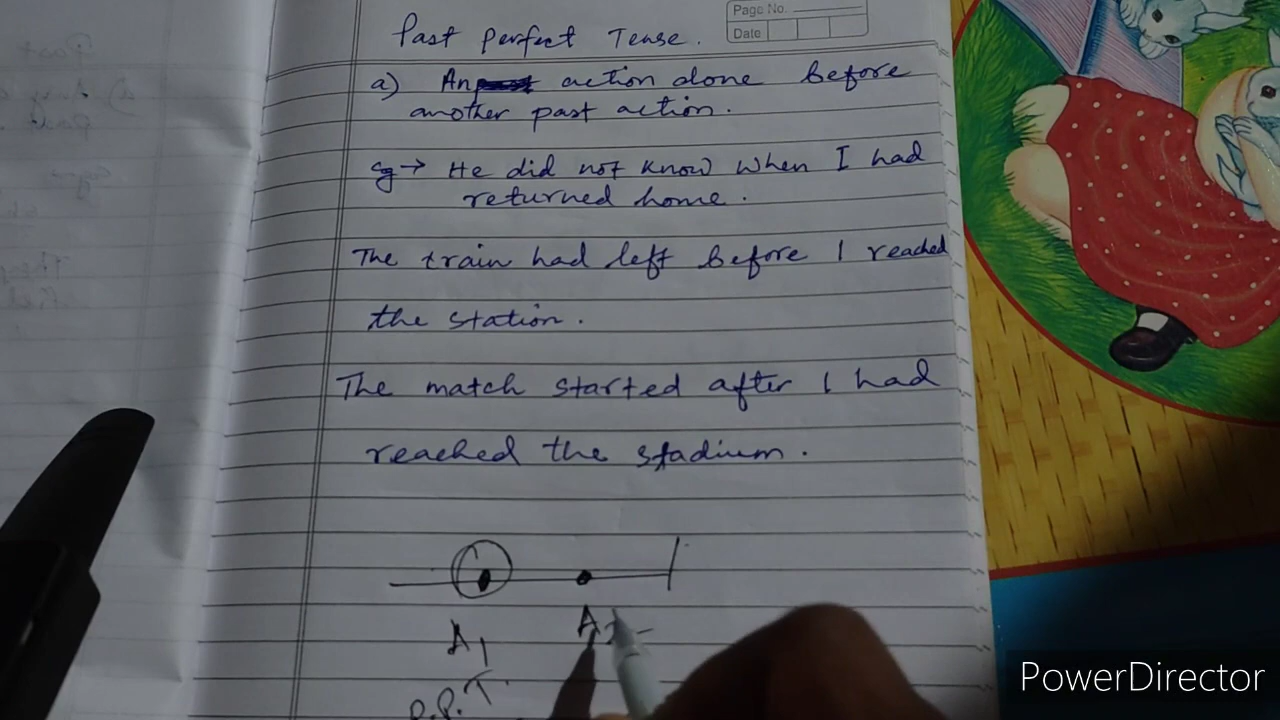 Page No.
Date
Past Perfect Tense.
a) An action done before
another past action.
eg → He did not know when I had
returned home.
The train had left before I reached
the station.
The match started after I had
reached the stadium.
A1
A2
P.P.T.
PowerDirector